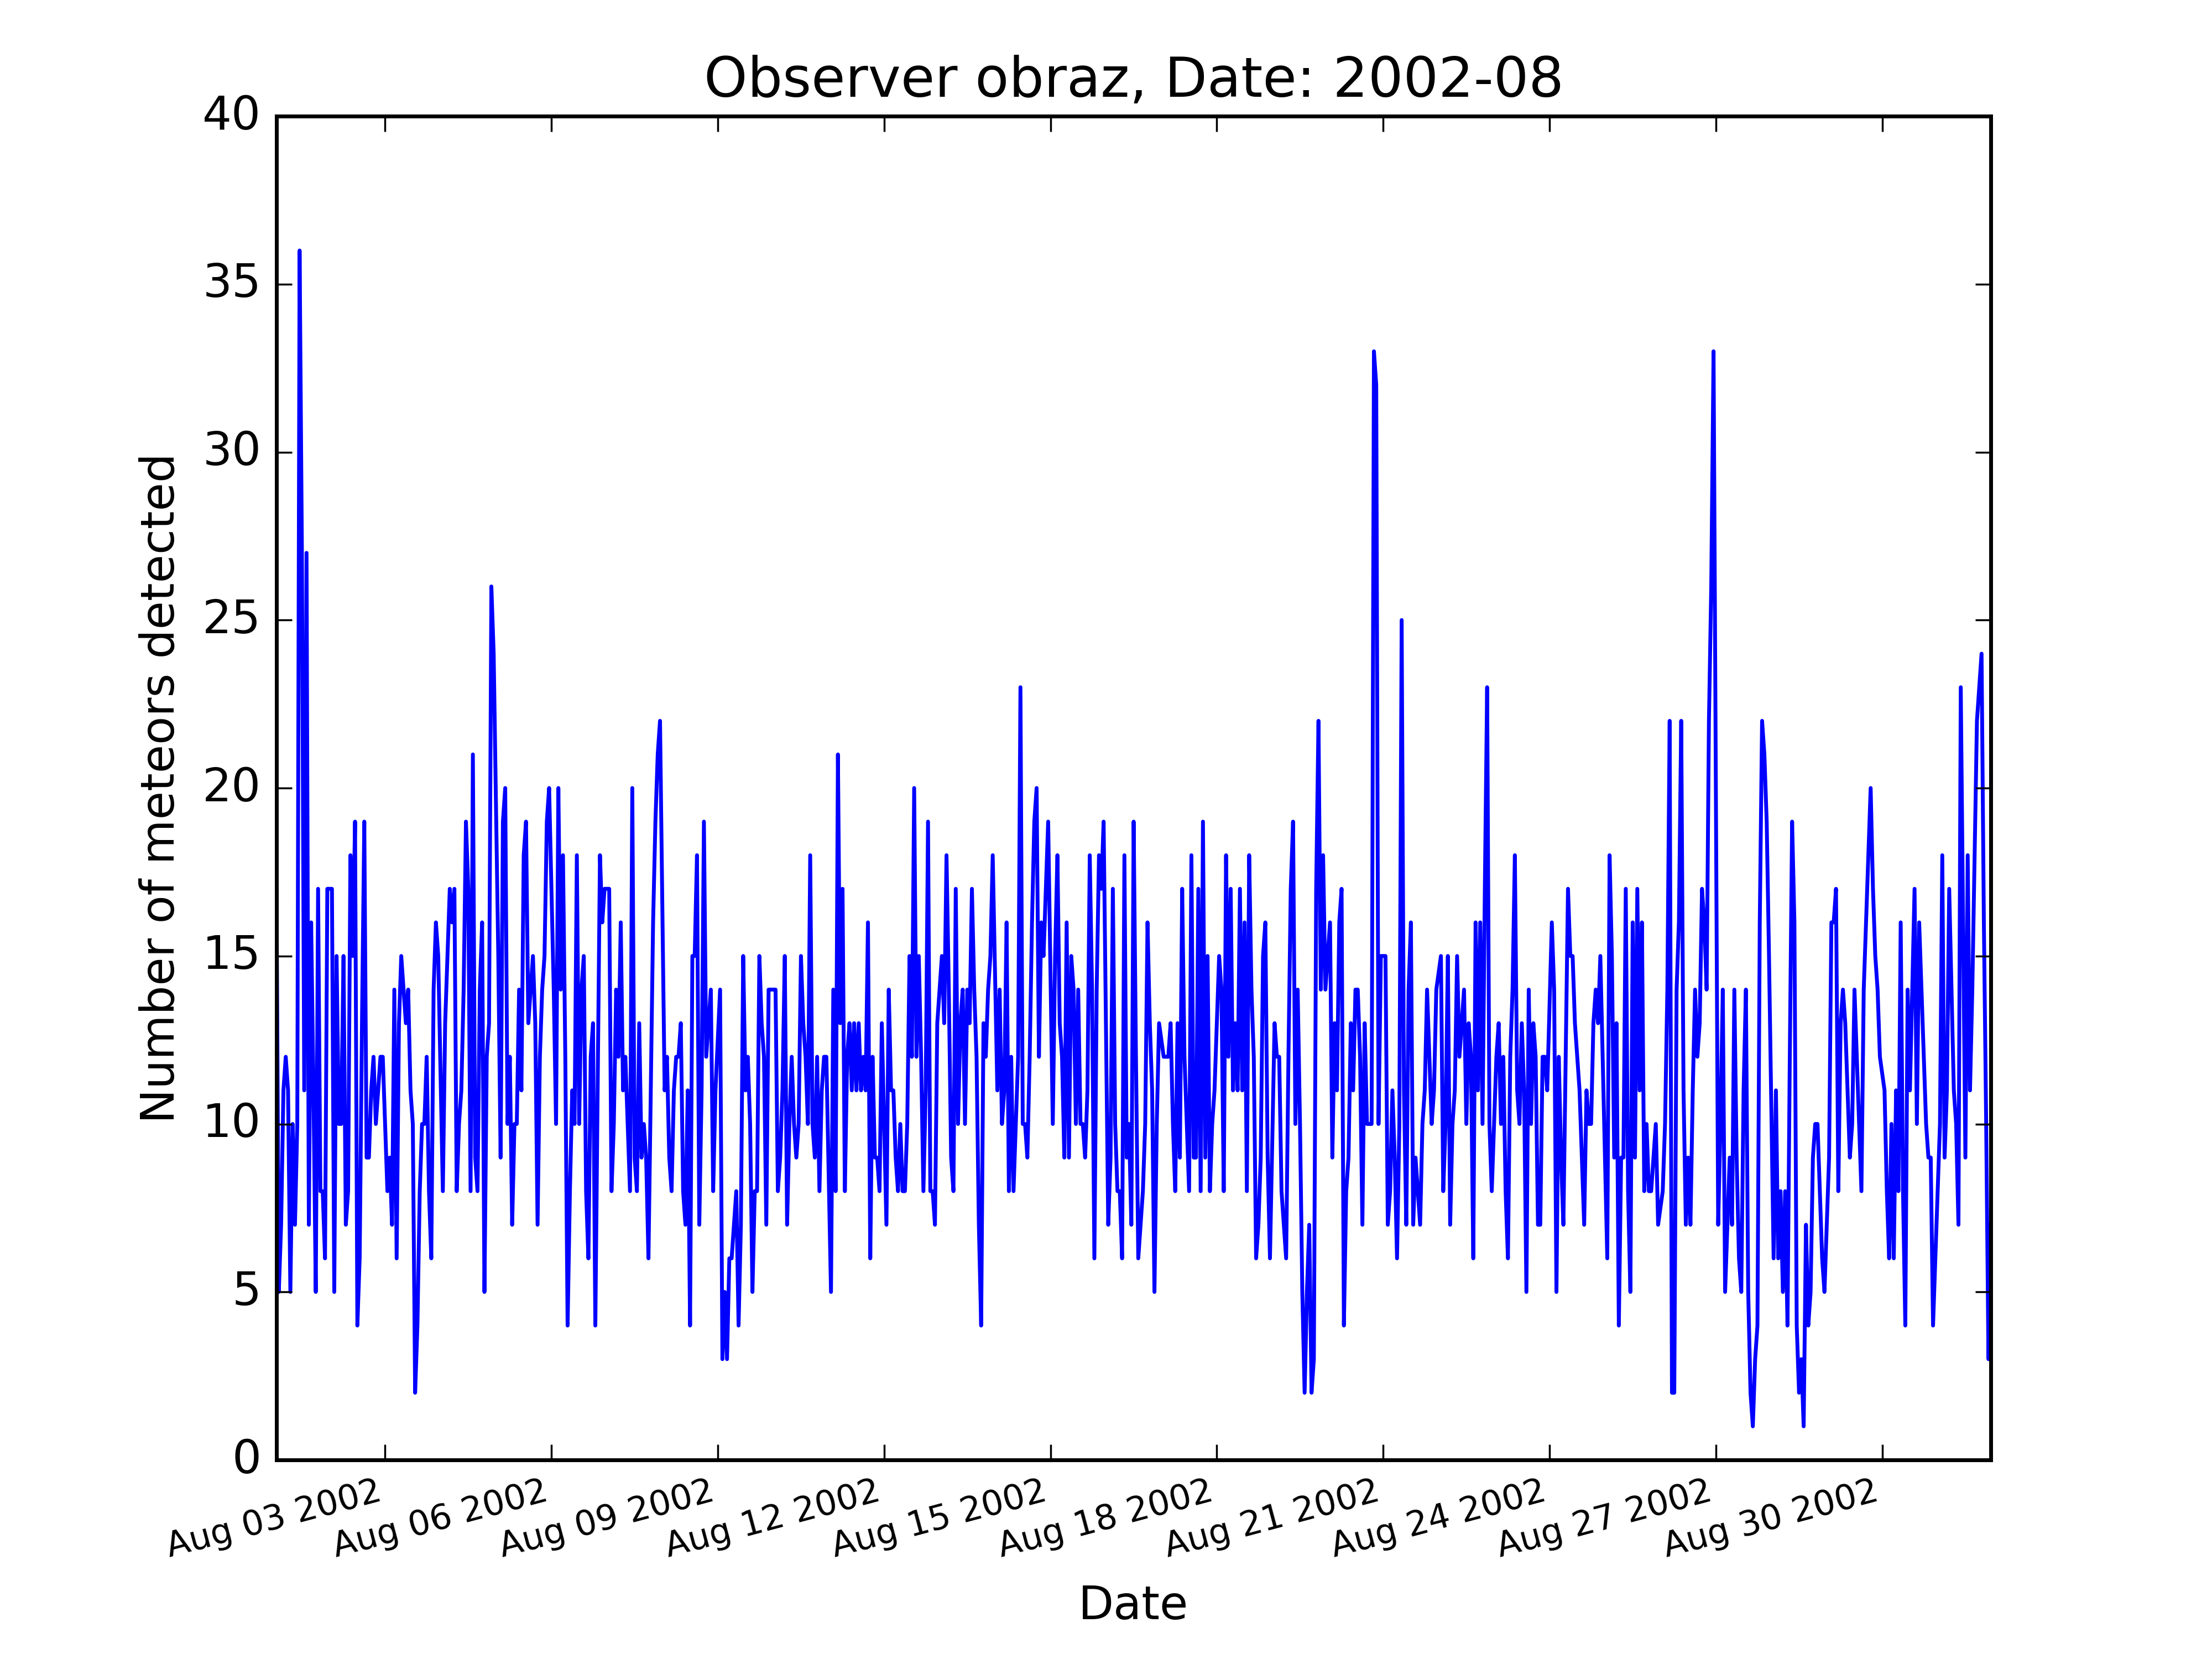 Observer obraz, Date: 2002-08
Number of meteors detected
40
35
30
25
20
15
10
5
0
Aug 03 2002
Aug 06 2002
Aug 09 2002
Aug 12 2002
Aug 15 2002
Aug 18 2002
Aug 21 2002
Aug 24 2002
Aug 27 2002
Aug 30 2002
Date